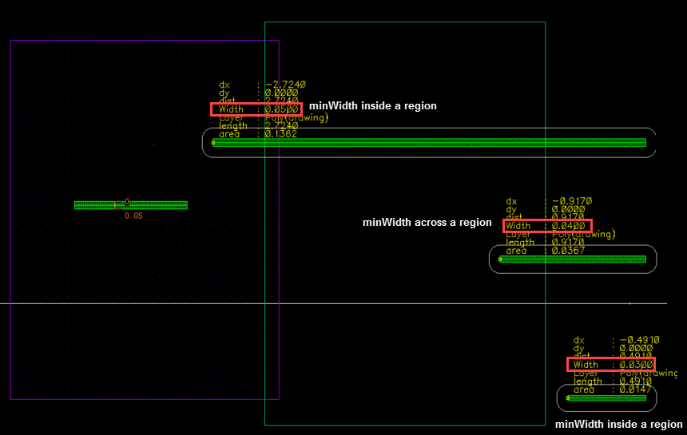 dx : -2.7240
dy : 0.0000
dist : 2.7240
Width : 0.0500
minWidth inside a region
Layer : Poly(drawing)
length : 2.7240
area : 0.1362
0.05
dx : -0.9170
dy : 0.0000
dist : 0.9170
minWidth across a region
Width : 0.0400
Layer : Poly(drawing)
length : 0.9170
area : 0.0367
dx : -0.4910
dy : 0.0000
dist : 0.4910
Width : 0.0300
Layer : Poly(drawing
length : 0.4910
area : 0.0147
minWidth inside a region